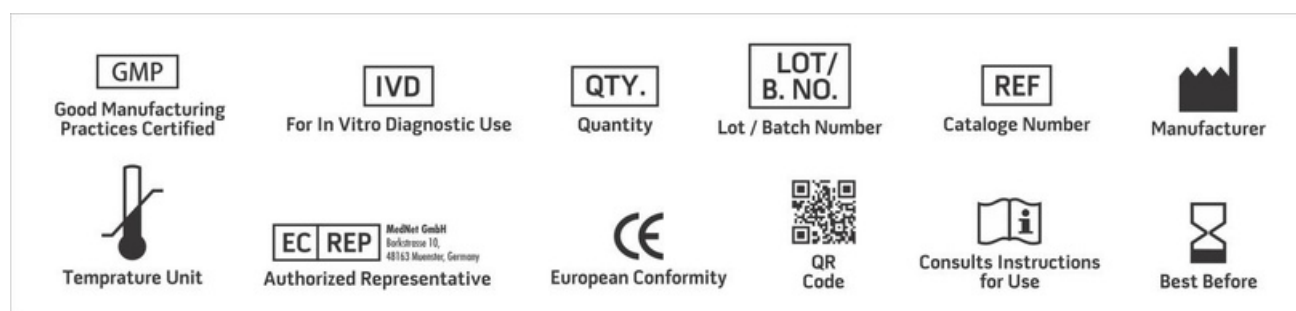 GMP
Good Manufacturing
Practices Certified
IVD
For In Vitro Diagnostic Use
QTY.
Quantity
LOT/
B. NO.
Lot / Batch Number
REF
Cataloge Number
Manufacturer
Temprature Unit
EC REP
MedNet GmbH
Borkstrasse 10,
48163 Muenster, Germany
Authorized Representative
CE
European Conformity
QR
Code
i
Consults Instructions
for Use
Best Before